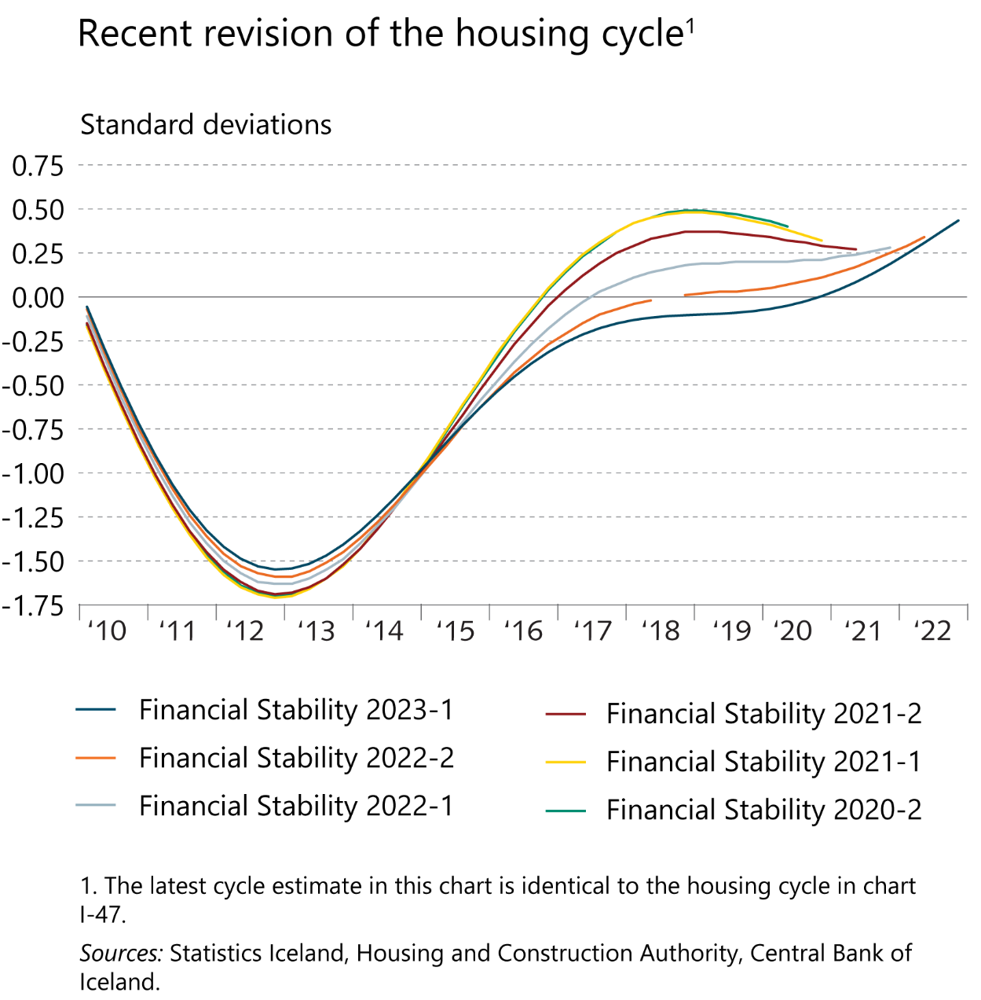 Recent revision of the housing cycle¹
Standard deviations
0.75
0.50
0.25
0.00
-0.25
-0.50
-0.75
-1.00
-1.25
-1.50
-1.75
‘10 ‘11 ‘12 ‘13 ‘14 ‘15 ‘16 ‘17 ‘18 ‘19 ‘20 ‘21 ‘22
Financial Stability 2023-1
Financial Stability 2022-2
Financial Stability 2022-1
Financial Stability 2021-2
Financial Stability 2021-1
Financial Stability 2020-2
1. The latest cycle estimate in this chart is identical to the housing cycle in chart
I-47.
Sources: Statistics Iceland, Housing and Construction Authority, Central Bank of
Iceland.